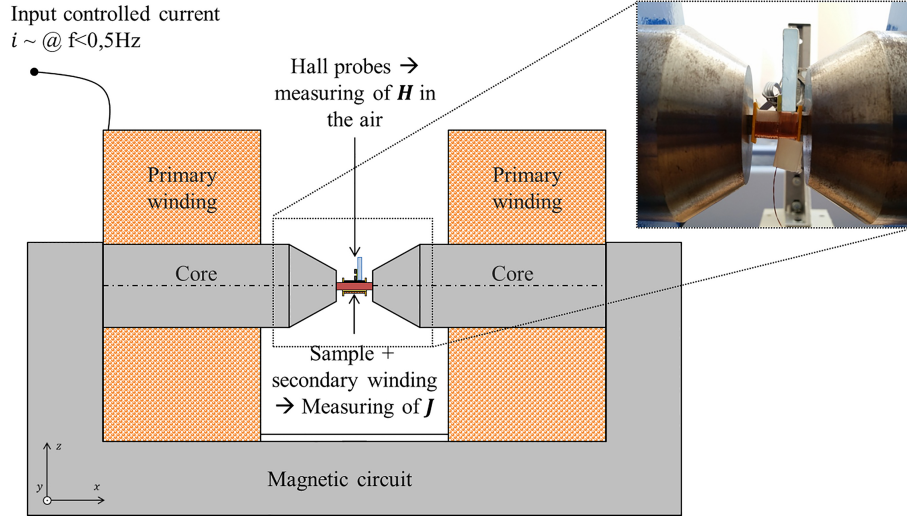 Input controlled current
i ~ @ f<0,5Hz
Hall probes →
measuring of H in
the air
Primary
winding
Primary
winding
Core
Core
Sample +
secondary winding
→ Measuring of J
z
y
x
Magnetic circuit